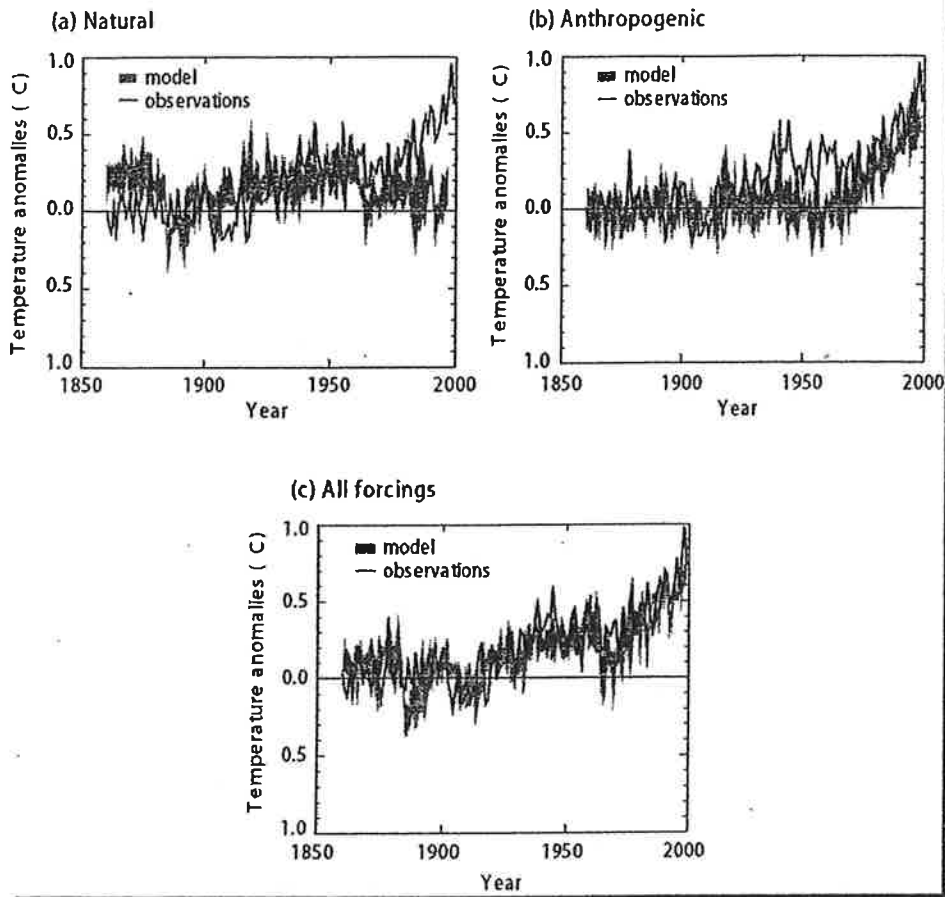 (a) Natural
Temperature anomalies ( C)
1.0
0.5
0.0
0.5
1.0
model
observations
1850
1900
1950
2000
Year
(b) Anthropogenic
Temperature anomalies ( C)
1.0
0.5
0.0
0.5
1.0
model
observations
1850
1900
1950
2000
Year
(c) All forcings
Temperature anomalies ( C)
1.0
0.5
0.0
0.5
1.0
model
observations
1850
1900
1950
2000
Year